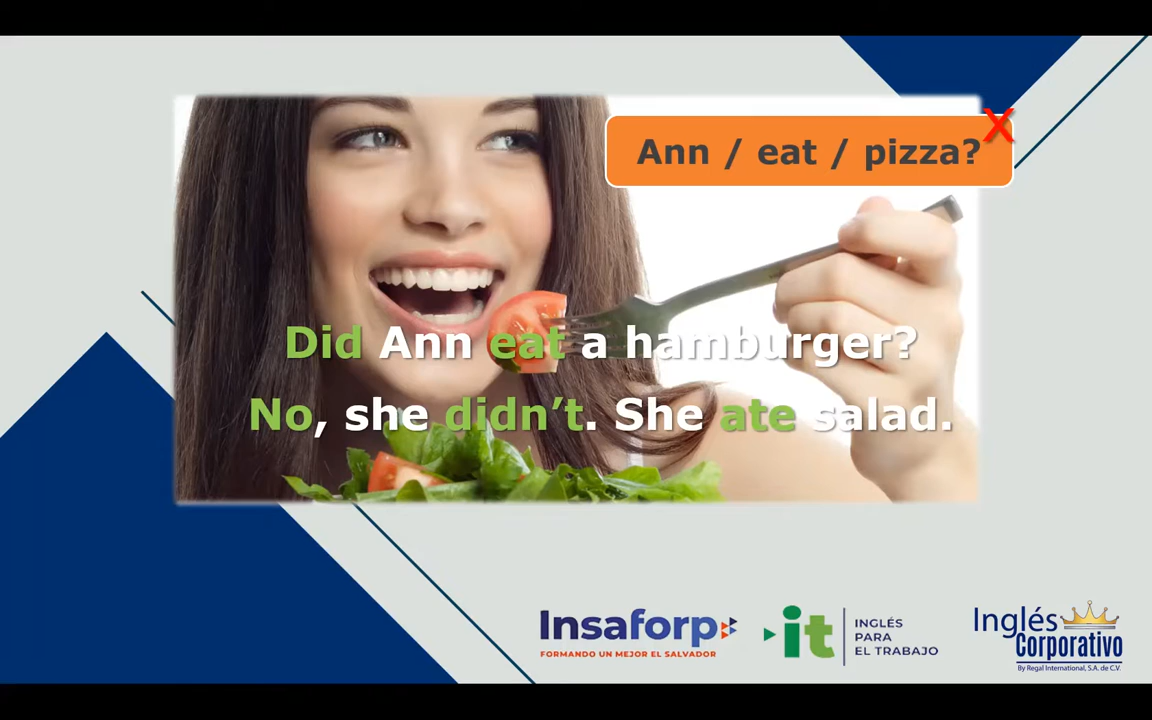 Ann / eat / pizza?
X
Did Ann eat a hamburger?
No, she didn’t. She ate salad.
Insaforp
FORMANDO UN MEJOR EL SALVADOR
it
INGLÉS
PARA
EL TRABAJO
Inglés
Corporativo
By Regal International, S.A. de C.V.